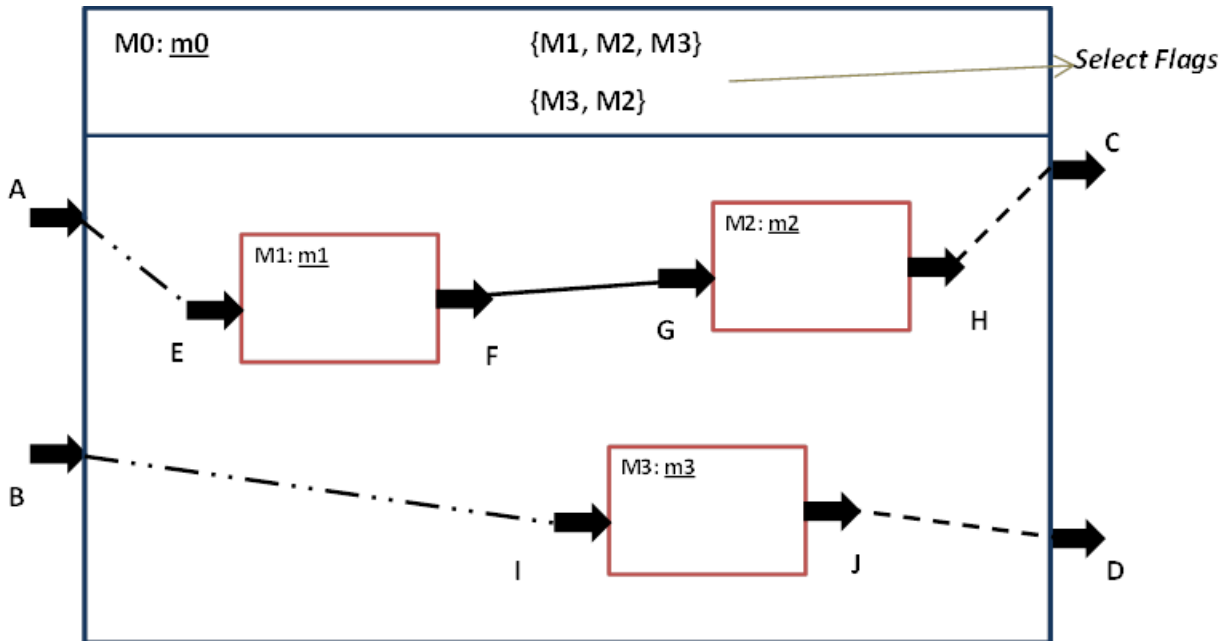 M0: m0
{M1, M2, M3}
Select Flags
{M3, M2}
C
A
M2: m2
M1: m1
H
G
E
F
M3: m3
B
I
J
D